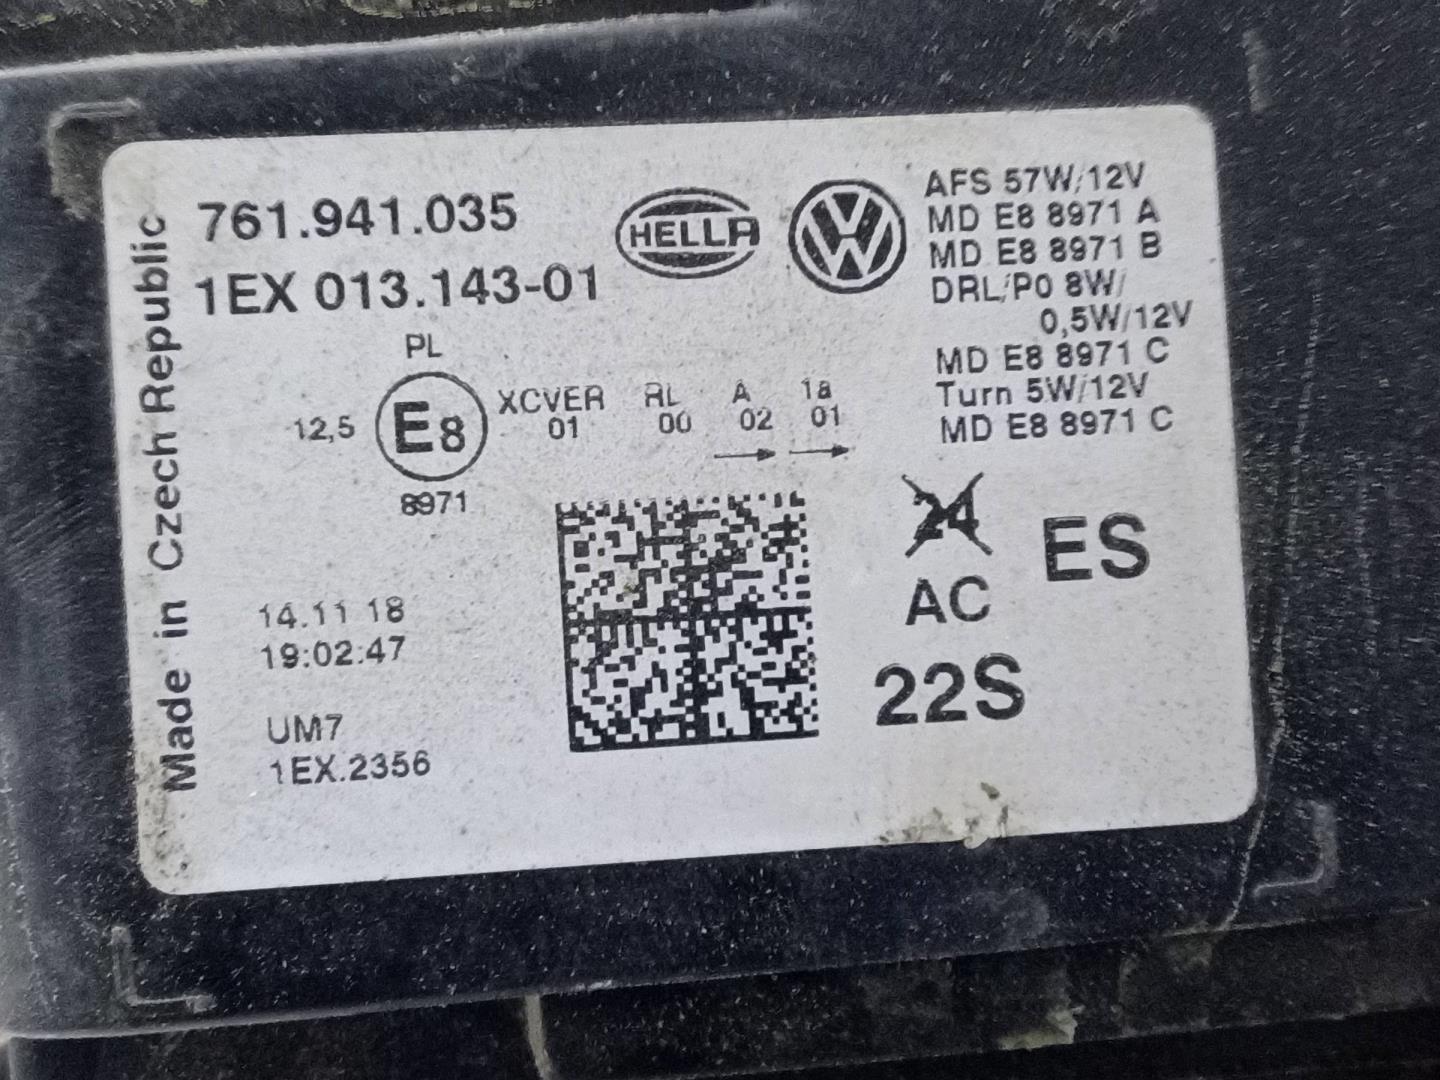 Made in Czech Republic
761.941.035
1EX 013.143-01
HELLA
AFS 57W/12V
MD E8 8971 A
MD E8 8971 B
DRL/P0 8W/
0,5W/12V
MD E8 8971 C
Turn 5W/12V
MD E8 8971 C
PL
12,5
E8
8971
XCVER RL A 1a
01 00 02 01
24
ES
AC
22S
14.11 18
19:02:47
UM7
1EX.2356